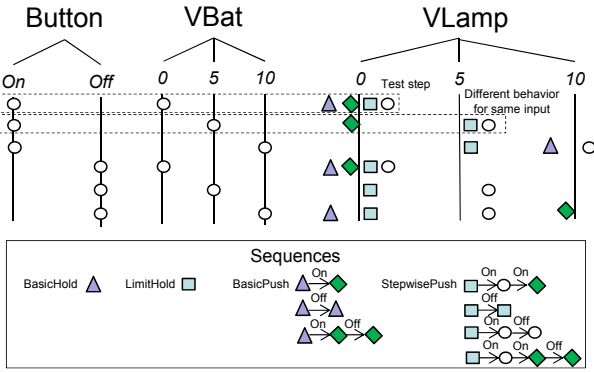 Button VBat VLamp
On Off 0 5 10 0 Test step 5 10
Different behavior
for same input
Sequences
BasicHold LimitHold BasicPush On StepwisePush On On
Off Off
On Off On Off
On On Off